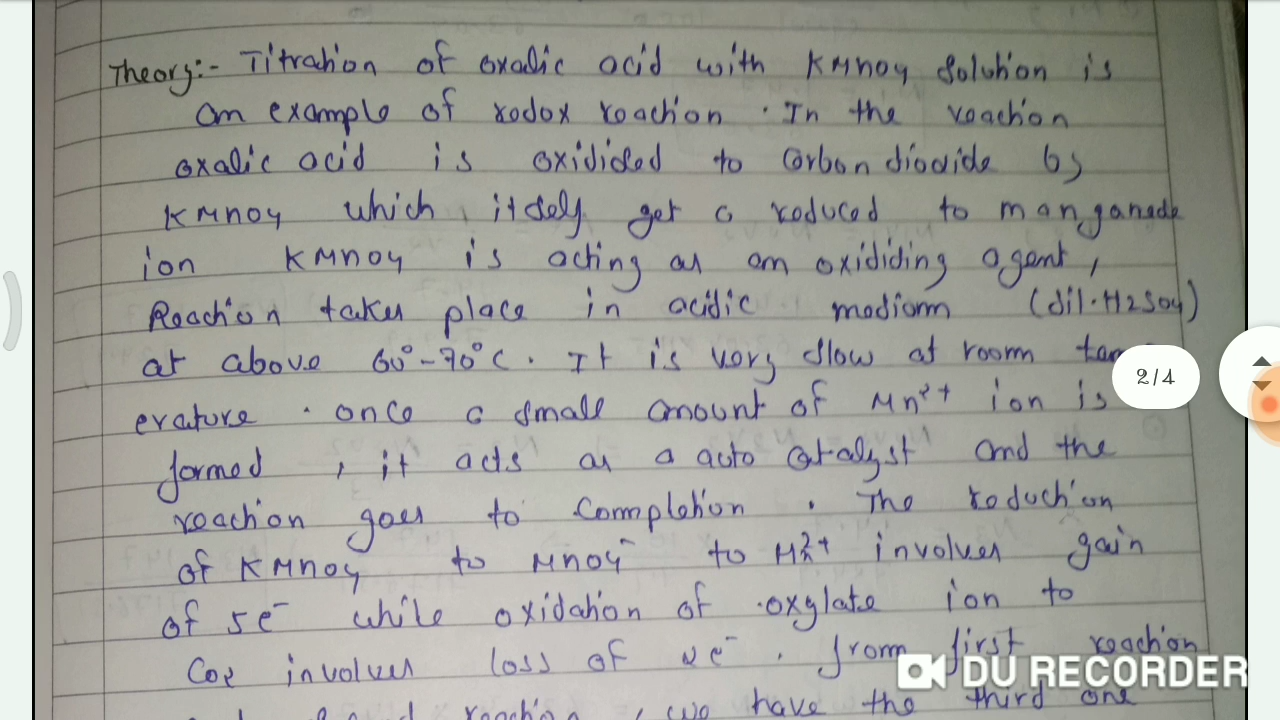 Theory:- Titration of oxalic acid with KMnO4 solution is
an example of redox reaction . In the reaction
oxalic acid is oxidided to carbon diodide by
KMnO4 which itself get a reduced to manganede
ion KMnO4 is acting as an oxididing agent,
Reaction takes place in acidic medium (dil. H2SO4)
at above 60°-70°C. It is very slow at room tam
2/4
erature . once a small amount of Mn2+ ion is
formed , it acts as a auto catalyst and the
reaction goes to Completion . The reduction
of KMnO4 to MnO4- to Mn2+ involves gain
of 5e- while oxidation of oxylate ion to
CO2 involves loss of 2e- . from first reaction
DU RECORDER
reaction , we have the third one